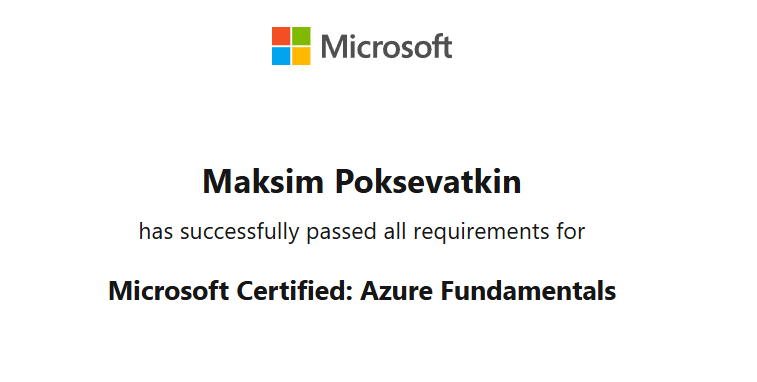 Microsoft
Maksim Poksevatkin
has successfully passed all requirements for
Microsoft Certified: Azure Fundamentals